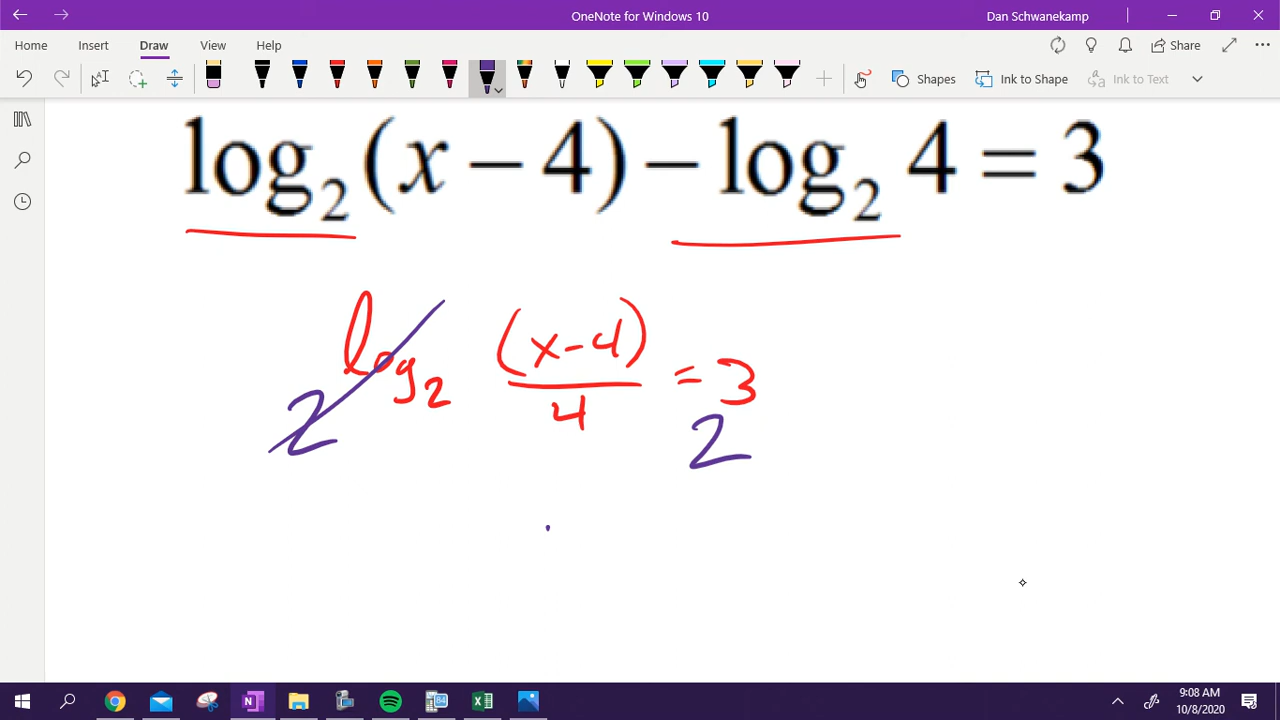 OneNote for Windows 10
Dan Schwanekamp
Home Insert Draw View Help
Share
Shapes
Ink to Shape
Ink to Text
log₂(x − 4) − log₂ 4 = 3
2 log₂ (x-4)/4 = 3
2
84
9:08 AM
10/8/2020